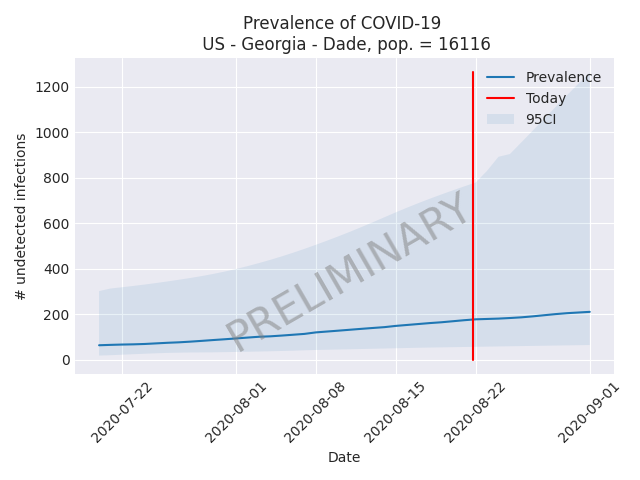 Prevalence of COVID-19
US - Georgia - Dade, pop. = 16116
Prevalence
Today
95CI
1200
1000
800
600
400
200
0
# undetected infections
PRELIMINARY
2020-07-22
2020-08-01
2020-08-08
2020-08-15
2020-08-22
2020-09-01
Date